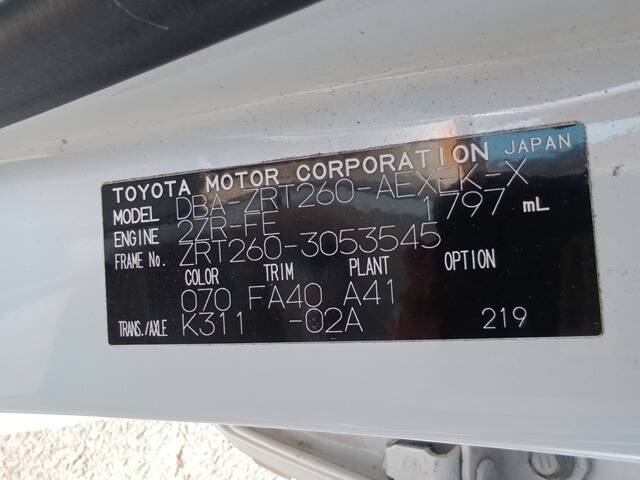 TOYOTA MOTOR CORPORATION JAPAN
MODEL DBA-ZRT260-AEXEK-X
ENGINE 2ZR-FE 1797 mL
FRAME No. ZRT260-3053545
COLOR TRIM PLANT OPTION
070 FA40 A41
TRANS./AXLE K311 -02A 219